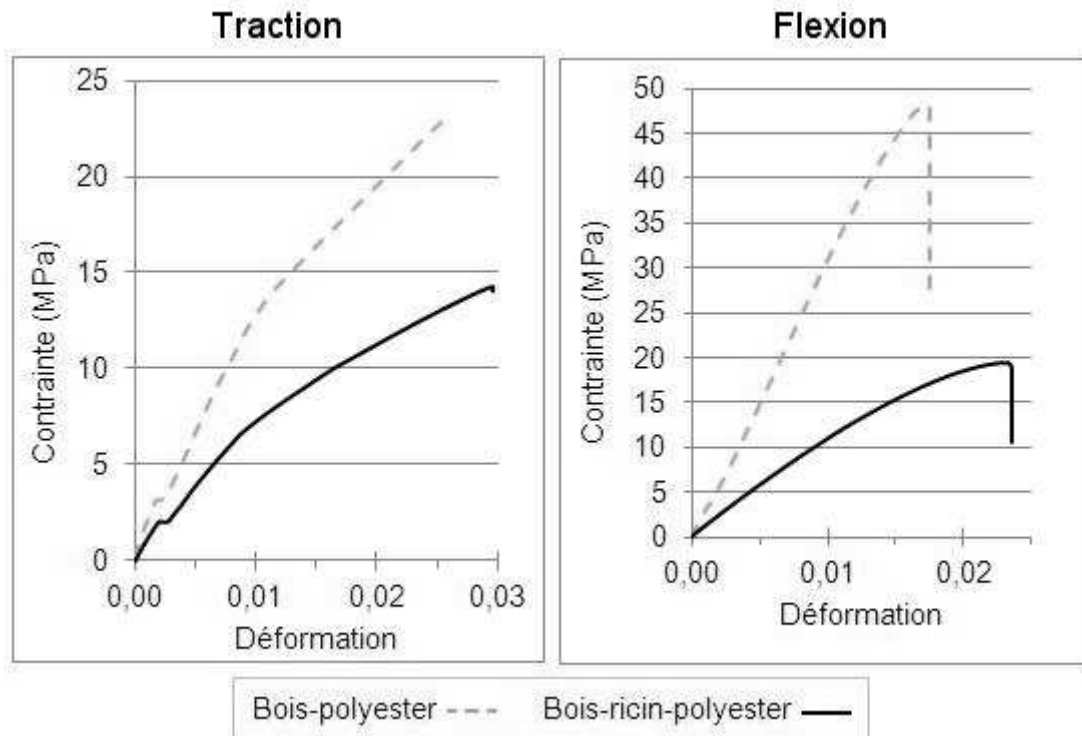 Traction
25
20
15
10
5
0
0,00 0,01 0,02 0,03
Contrainte (MPa)
Déformation
Flexion
50
45
40
35
30
25
20
15
10
5
0
0,00 0,01 0,02
Contrainte (MPa)
Déformation
Bois-polyester Bois-ricin-polyester